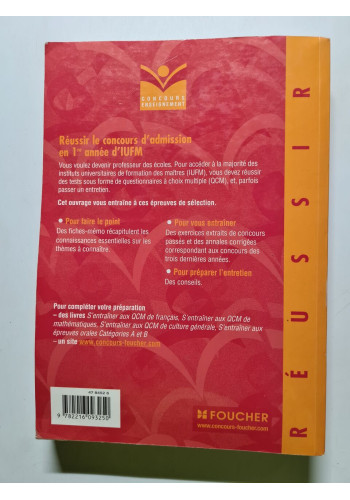 CONCOURS
ENSEIGNEMENT
Réussir le concours d'admission
en 1re année d'IUFM
Vous voulez devenir professeur des écoles. Pour accéder à la majorité des
instituts universitaires de formation des maîtres (IUFM), vous devez réussir
des tests sous forme de questionnaires à choix multiple (QCM) et, parfois,
passer un entretien.
Cet ouvrage vous entraîne à ces épreuves de sélection.
• Pour faire le point
Des fiches-mémo récapitulent les
connaissances essentielles sur les
thèmes à connaître.
• Pour vous entraîner
Des exercices extraits de concours
passés et des annales corrigées
correspondant aux concours des
trois dernières années.
• Pour préparer l'entretien
Des conseils.
Pour compléter votre préparation
– des livres S'entraîner aux QCM de français, S'entraîner aux QCM de
mathématiques, S'entraîner aux QCM de culture générale, S'entraîner aux
épreuves orales Catégories A et B
– un site www.concours-foucher.com
9 782216 093250
FOUCHER
www.concours-foucher.com
RÉUSSIR